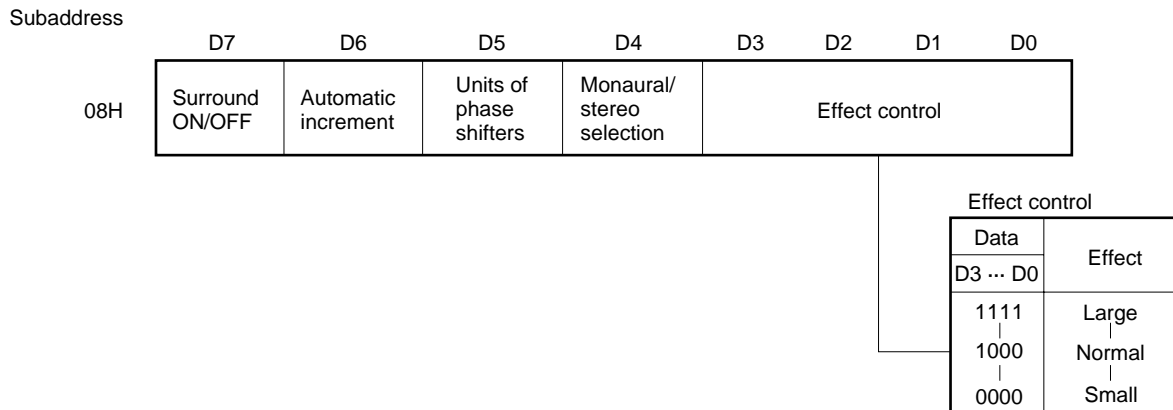 Subaddress
D7 D6 D5 D4 D3 D2 D1 D0
08H
Surround
ON/OFF
Automatic
increment
Units of
phase
shifters
Monaural/
stereo
selection
Effect control
Effect control
Data
Effect
D3 ··· D0
1111 Large
1000 Normal
0000 Small